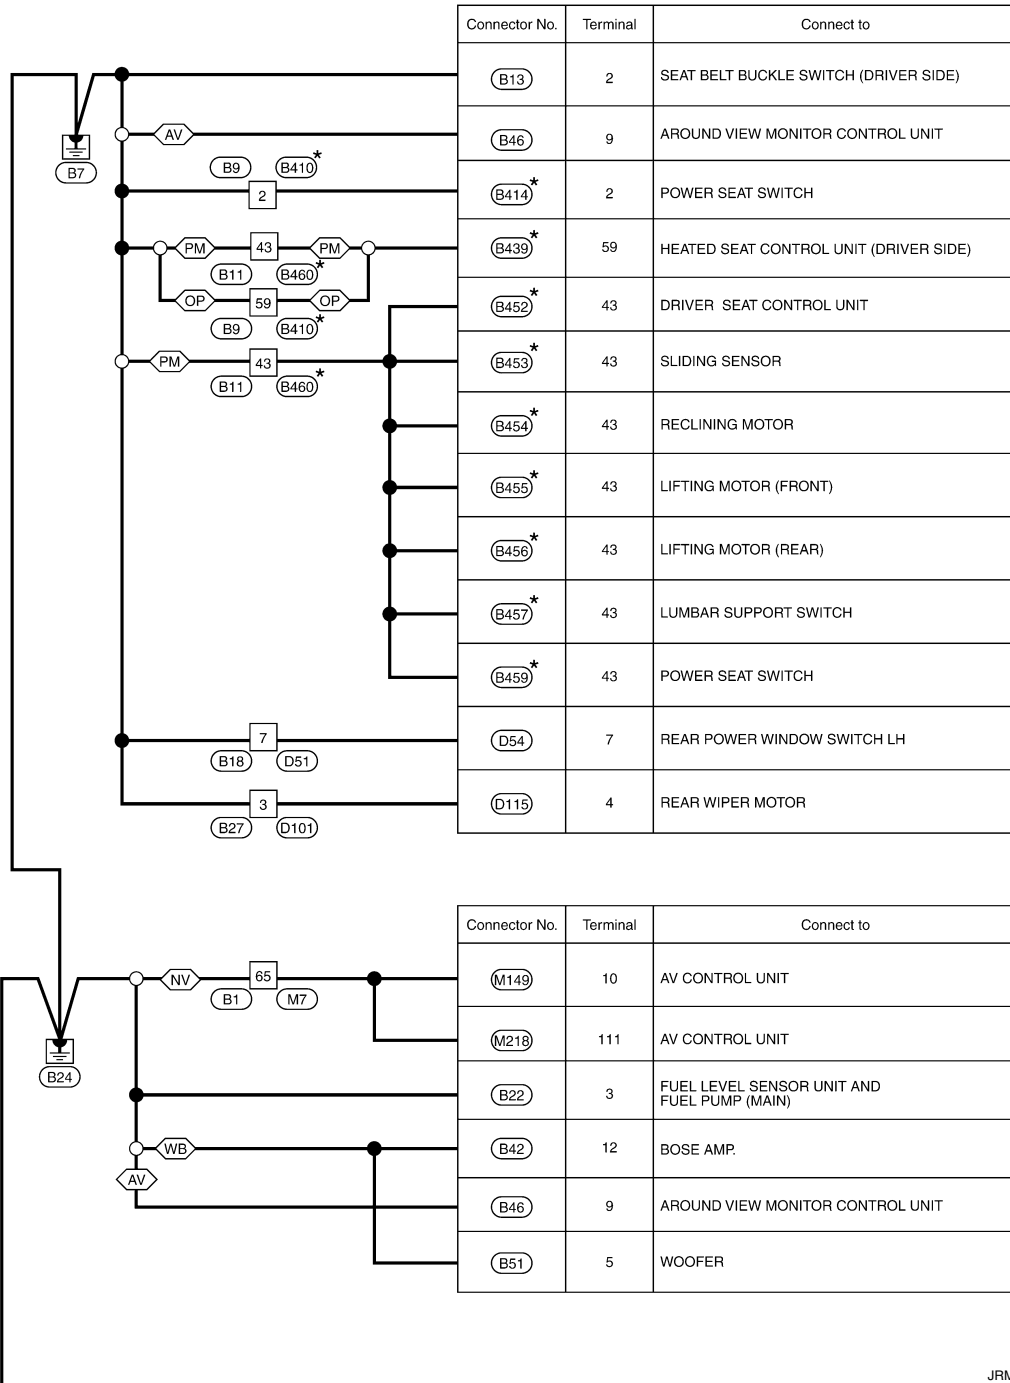 Connector No. Terminal Connect to
B13 2 SEAT BELT BUCKLE SWITCH (DRIVER SIDE)
AV B46 9 AROUND VIEW MONITOR CONTROL UNIT
B7
B9 B410*
2 B414* 2 POWER SEAT SWITCH
PM 43 PM B439* 59 HEATED SEAT CONTROL UNIT (DRIVER SIDE)
B11 B460*
OP 59 OP B452* 43 DRIVER SEAT CONTROL UNIT
B9 B410*
PM 43 B453* 43 SLIDING SENSOR
B11 B460*
B454* 43 RECLINING MOTOR
B455* 43 LIFTING MOTOR (FRONT)
B456* 43 LIFTING MOTOR (REAR)
B457* 43 LUMBAR SUPPORT SWITCH
B459* 43 POWER SEAT SWITCH
7 D54 7 REAR POWER WINDOW SWITCH LH
B18 D51
3 D115 4 REAR WIPER MOTOR
B27 D101
Connector No. Terminal Connect to
NV 65 M149 10 AV CONTROL UNIT
B1 M7
M218 111 AV CONTROL UNIT
B24
B22 3 FUEL LEVEL SENSOR UNIT AND
FUEL PUMP (MAIN)
WB B42 12 BOSE AMP.
AV
B46 9 AROUND VIEW MONITOR CONTROL UNIT
B51 5 WOOFER
JRM